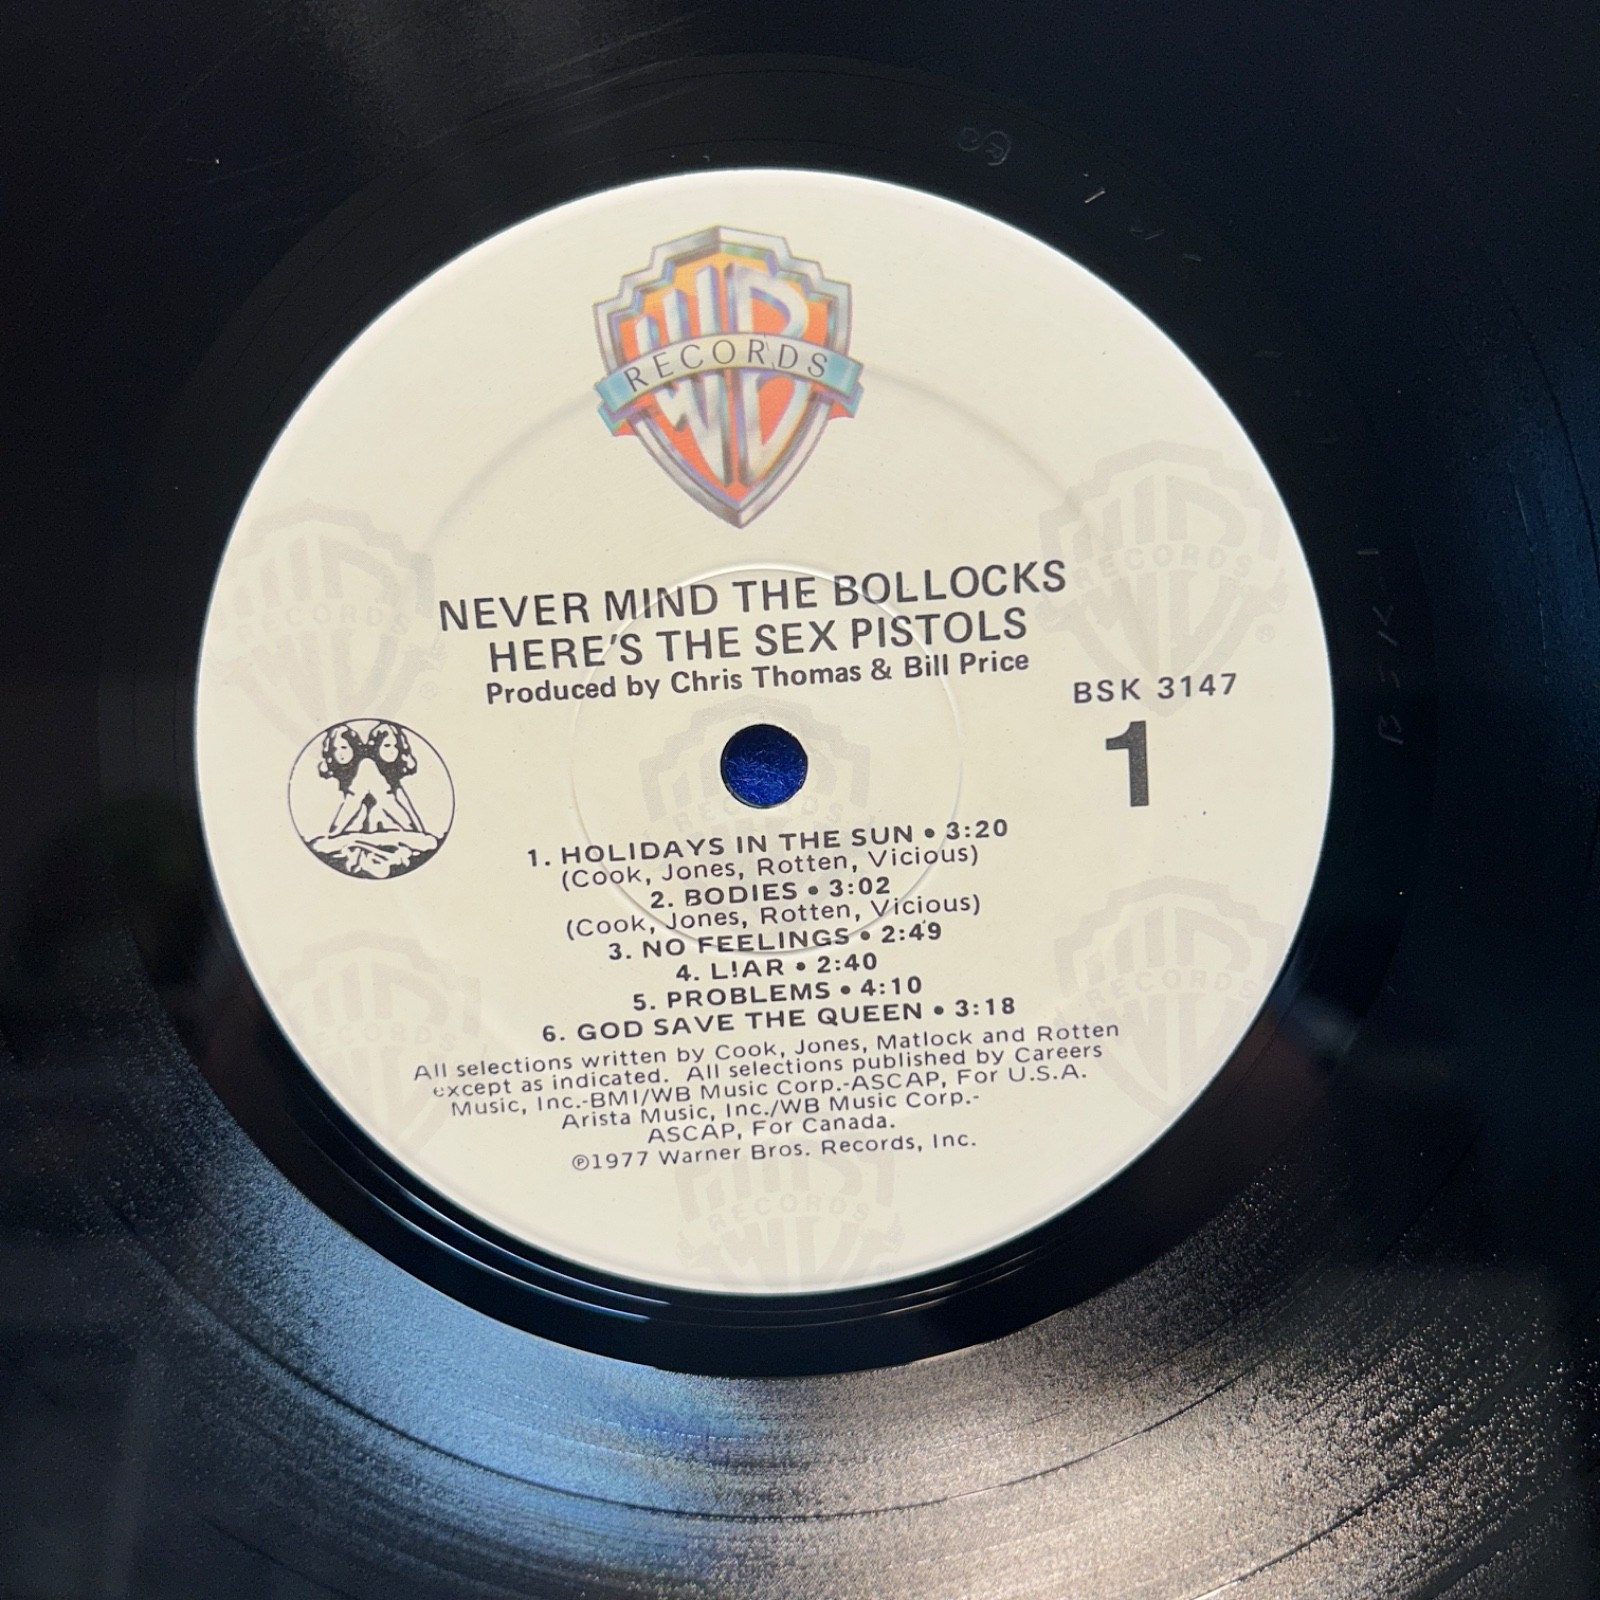 WB
RECORDS
NEVER MIND THE BOLLOCKS
HERE'S THE SEX PISTOLS
Produced by Chris Thomas & Bill Price
BSK 3147
1
1. HOLIDAYS IN THE SUN • 3:20
(Cook, Jones, Rotten, Vicious)
2. BODIES • 3:02
(Cook, Jones, Rotten, Vicious)
3. NO FEELINGS • 2:49
4. L!AR • 2:40
5. PROBLEMS • 4:10
6. GOD SAVE THE QUEEN • 3:18
All selections written by Cook, Jones, Matlock and Rotten
except as indicated. All selections published by Careers
Music, Inc.-BMI/WB Music Corp.-ASCAP, For U.S.A.
Arista Music, Inc./WB Music Corp.-
ASCAP, For Canada.
℗1977 Warner Bros. Records, Inc.